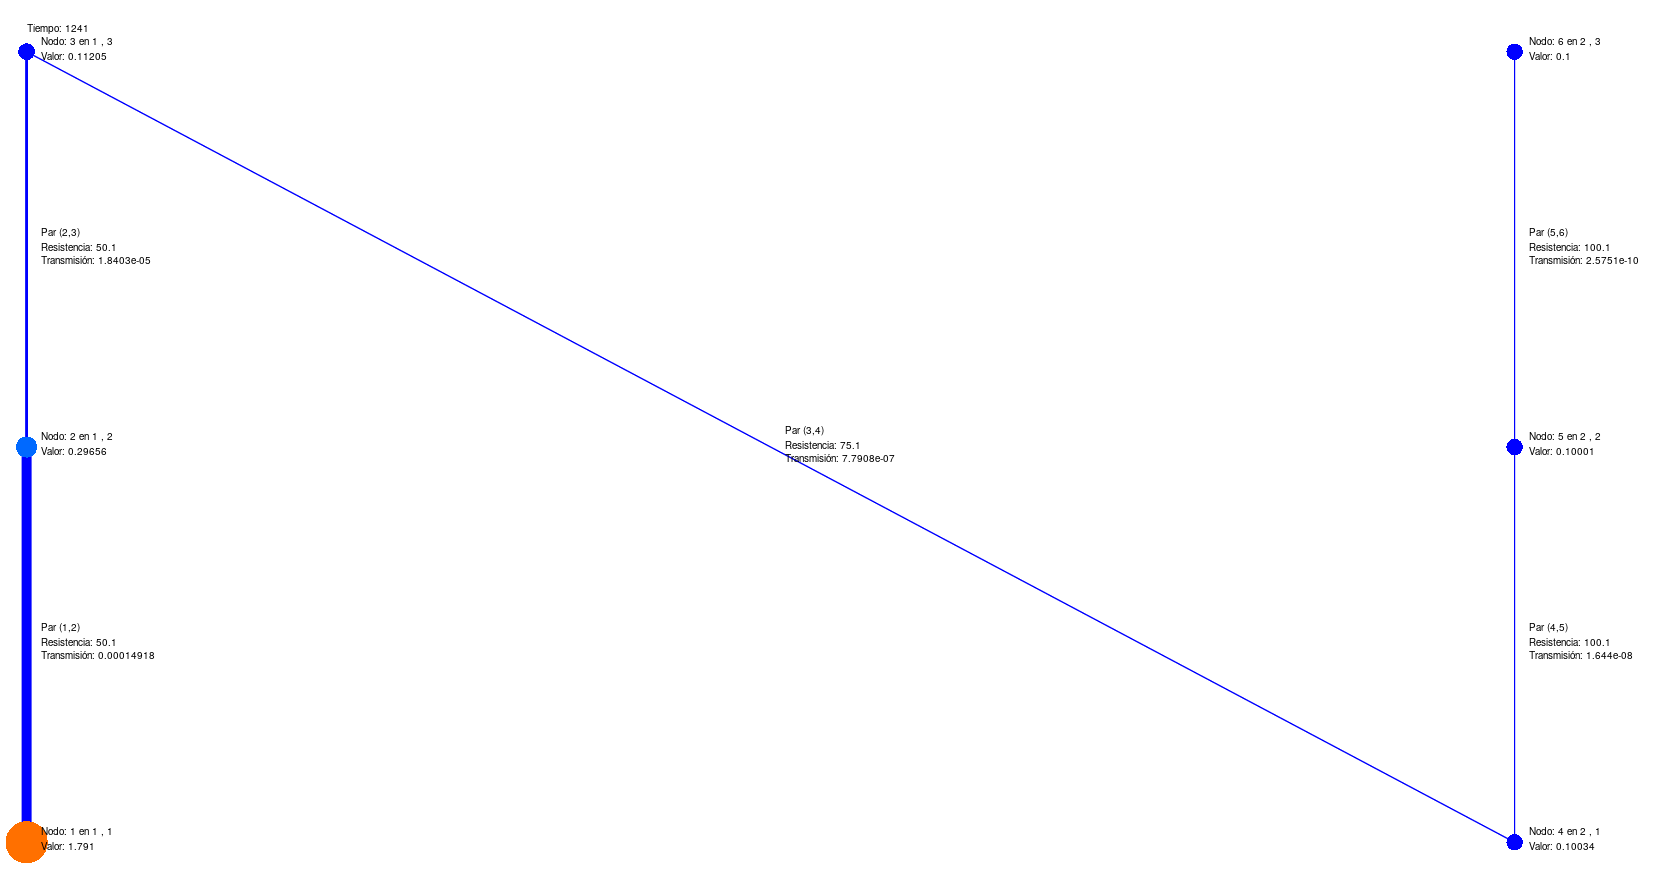 Tiempo: 1241
Nodo: 3 en 1 , 3
Valor: 0.11205
Nodo: 6 en 2 , 3
Valor: 0.1
Par (2,3)
Resistencia: 50.1
Transmisión: 1.8403e-05
Par (5,6)
Resistencia: 100.1
Transmisión: 2.5751e-10
Par (3,4)
Resistencia: 75.1
Transmisión: 7.7908e-07
Nodo: 2 en 1 , 2
Valor: 0.29656
Nodo: 5 en 2 , 2
Valor: 0.10001
Par (1,2)
Resistencia: 50.1
Transmisión: 0.00014918
Par (4,5)
Resistencia: 100.1
Transmisión: 1.644e-08
Nodo: 1 en 1 , 1
Valor: 1.791
Nodo: 4 en 2 , 1
Valor: 0.10034